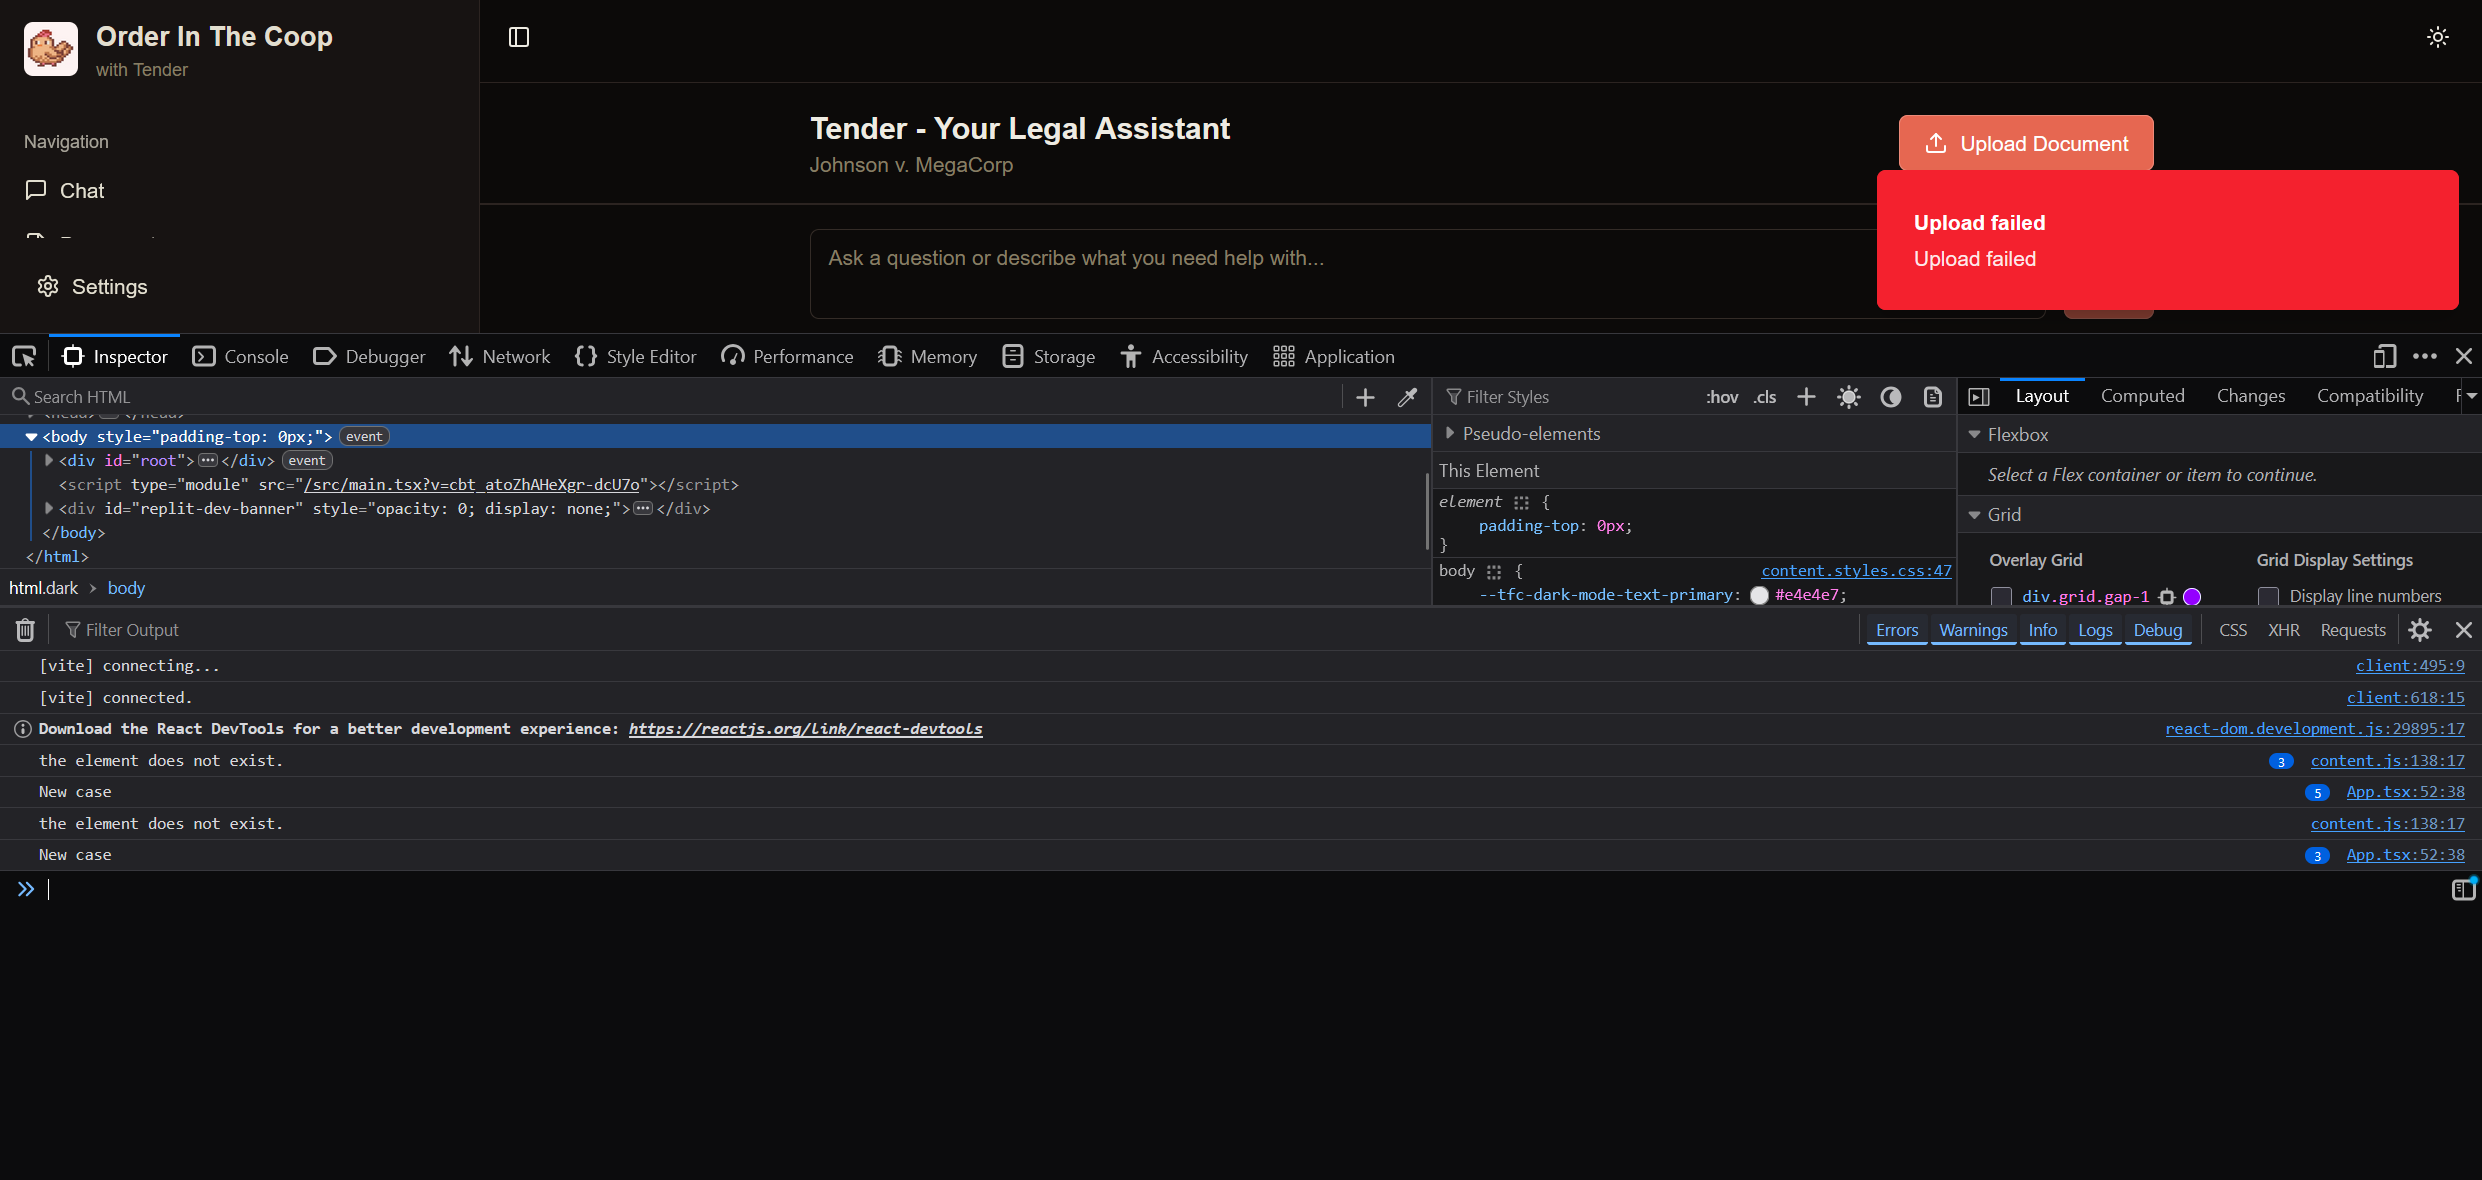 Order In The Coop
with Tender
Navigation
Chat
Settings
Tender - Your Legal Assistant
Johnson v. MegaCorp
Upload Document
Upload failed
Upload failed
Ask a question or describe what you need help with...
Inspector Console Debugger Network Style Editor Performance Memory Storage Accessibility Application
Search HTML
<body style="padding-top: 0px;"> event
<div id="root"> </div> event
<script type="module" src="/src/main.tsx?v=cbt_atoZhAHeXgr-dcU7o"></script>
<div id="replit-dev-banner" style="opacity: 0; display: none;"> </div>
</body>
</html>
html.dark > body
Filter Styles :hov .cls
Pseudo-elements
This Element
element {
padding-top: 0px;
}
body { content.styles.css:47
--tfc-dark-mode-text-primary: #e4e4e7;
Layout Computed Changes Compatibility
Flexbox
Select a Flex container or item to continue.
Grid
Overlay Grid Grid Display Settings
div.grid.gap-1 Display line numbers
Filter Output Errors Warnings Info Logs Debug CSS XHR Requests
[vite] connecting... client:495:9
[vite] connected. client:618:15
Download the React DevTools for a better development experience: https://reactjs.org/link/react-devtools react-dom.development.js:29895:17
the element does not exist. 3 content.js:138:17
New case 5 App.tsx:52:38
the element does not exist. content.js:138:17
New case 3 App.tsx:52:38